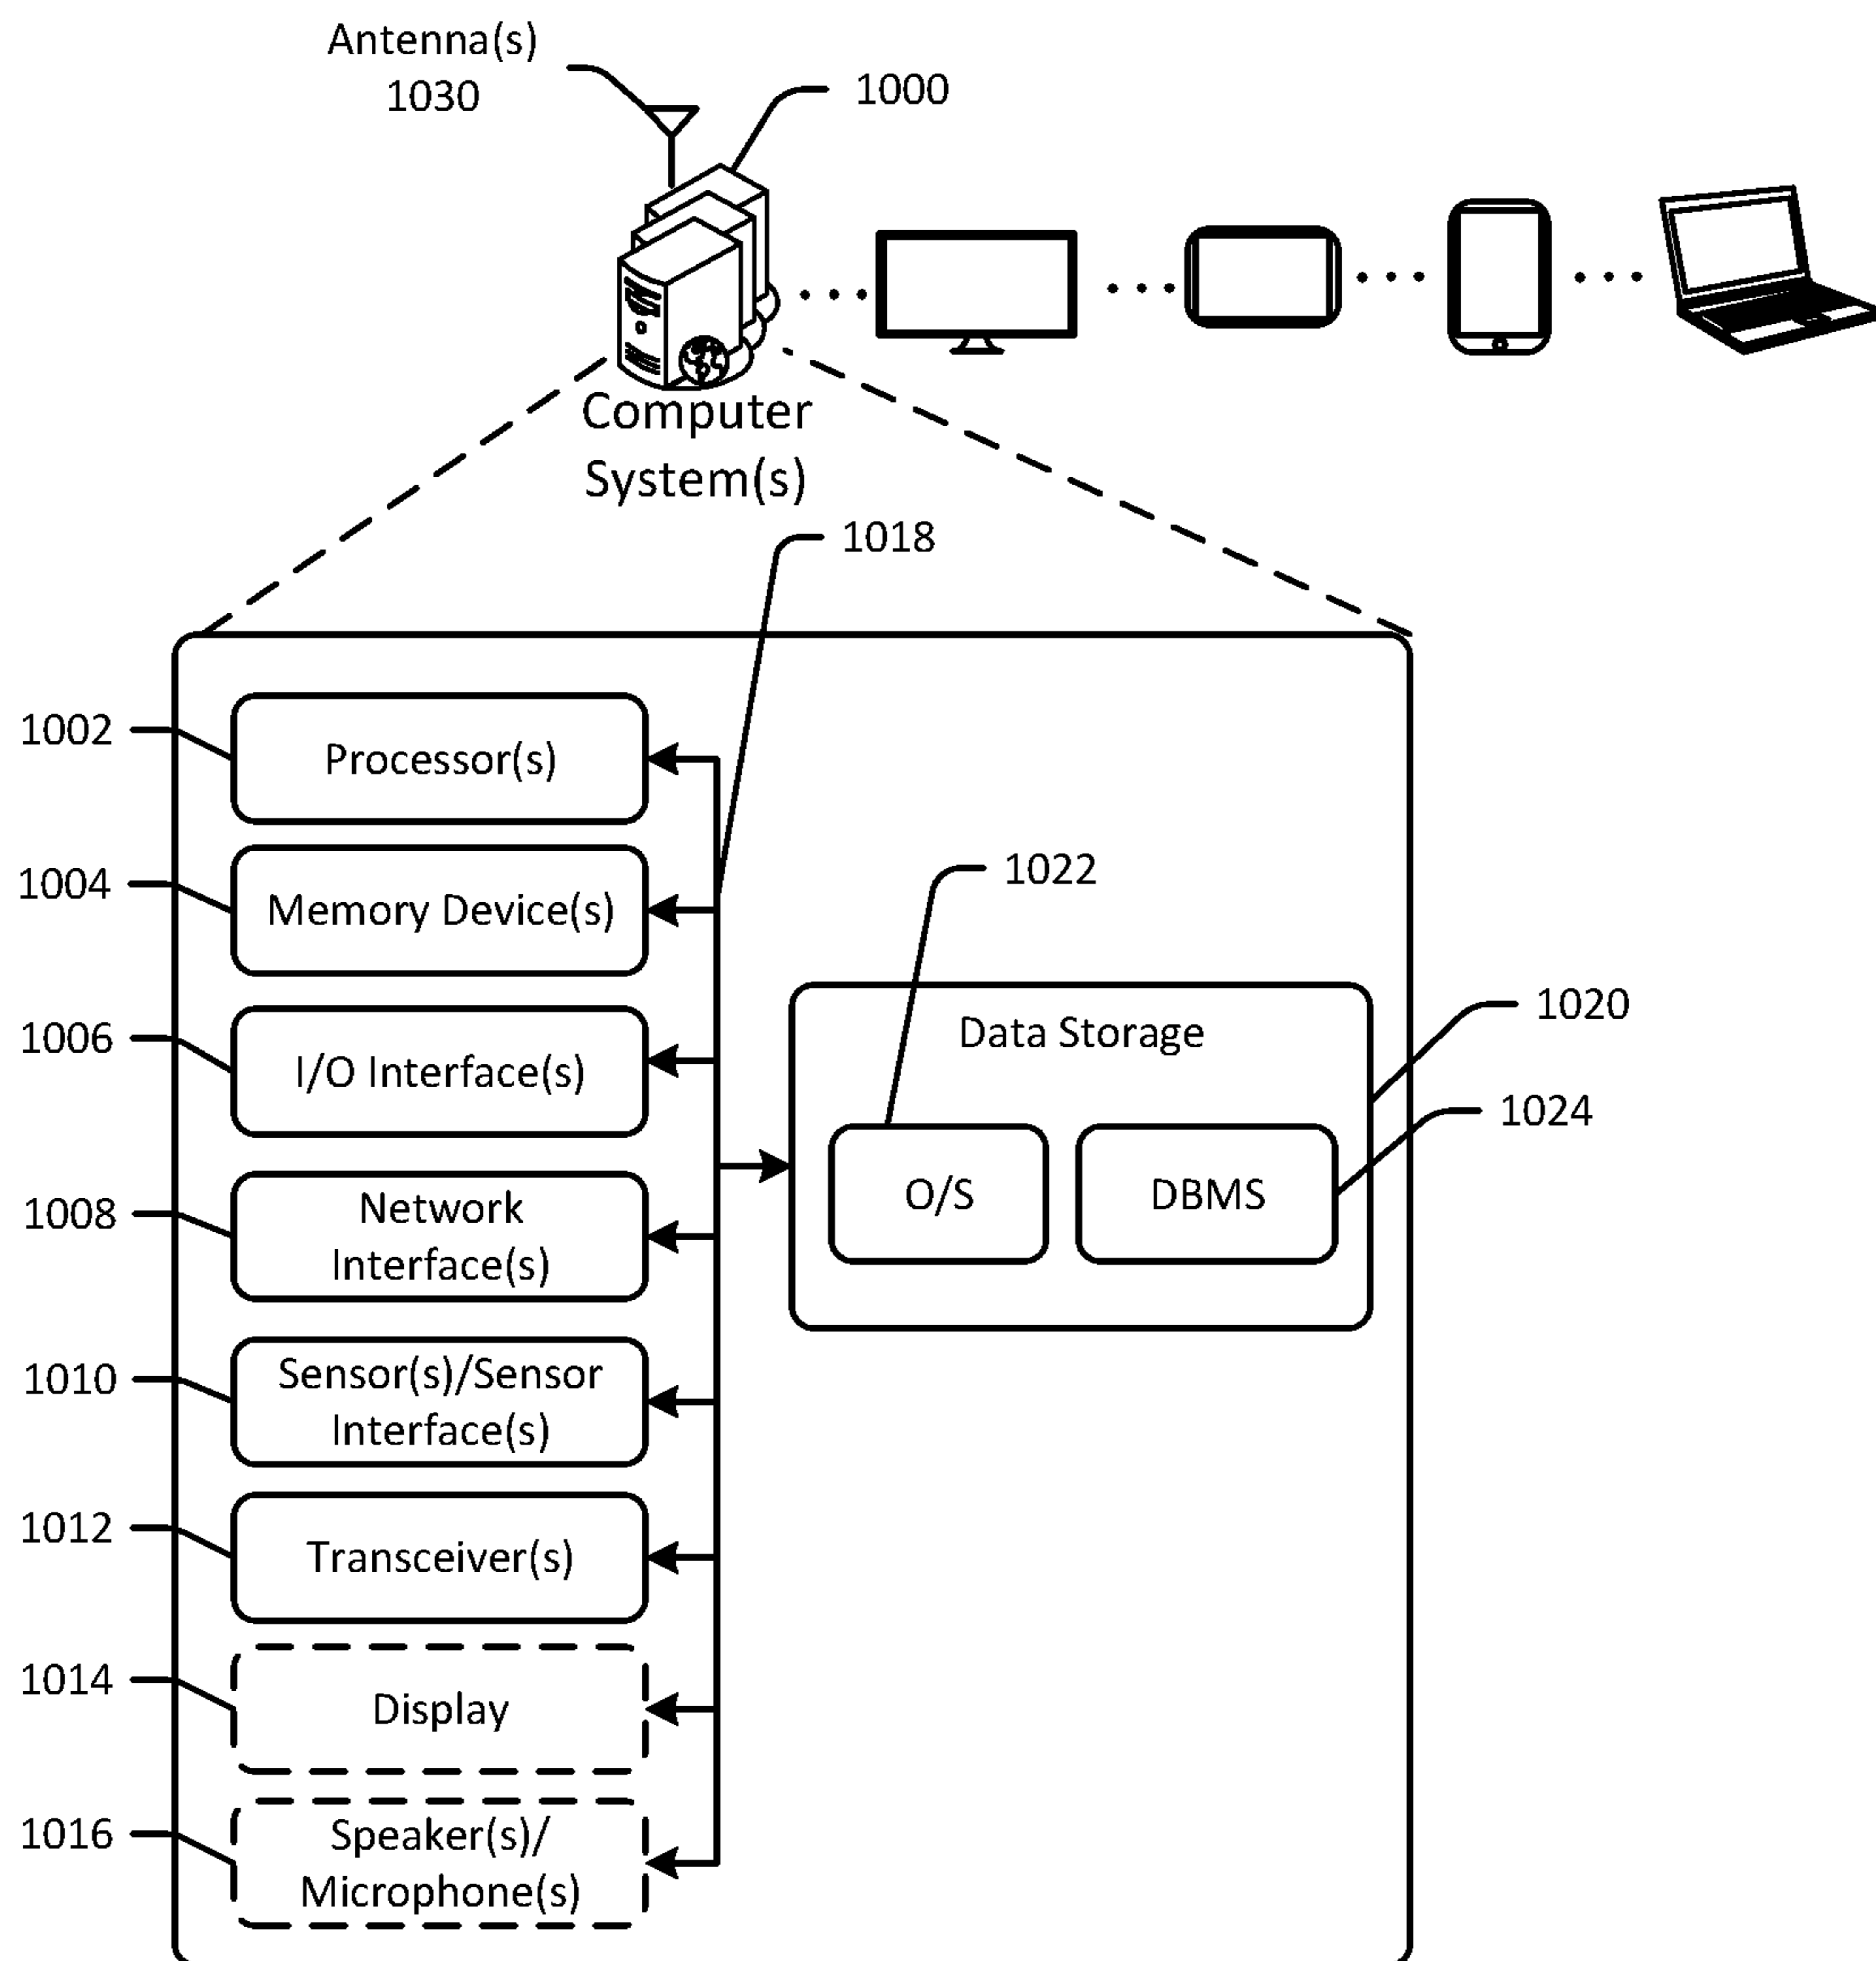 Antenna(s)
1030
1000
Computer
System(s)
1018
1002
Processor(s)
1004
Memory Device(s)
1022
1006
I/O Interface(s)
Data Storage
1020
1024
O/S
DBMS
1008
Network
Interface(s)
1010
Sensor(s)/Sensor
Interface(s)
1012
Transceiver(s)
1014
Display
1016
Speaker(s)/
Microphone(s)